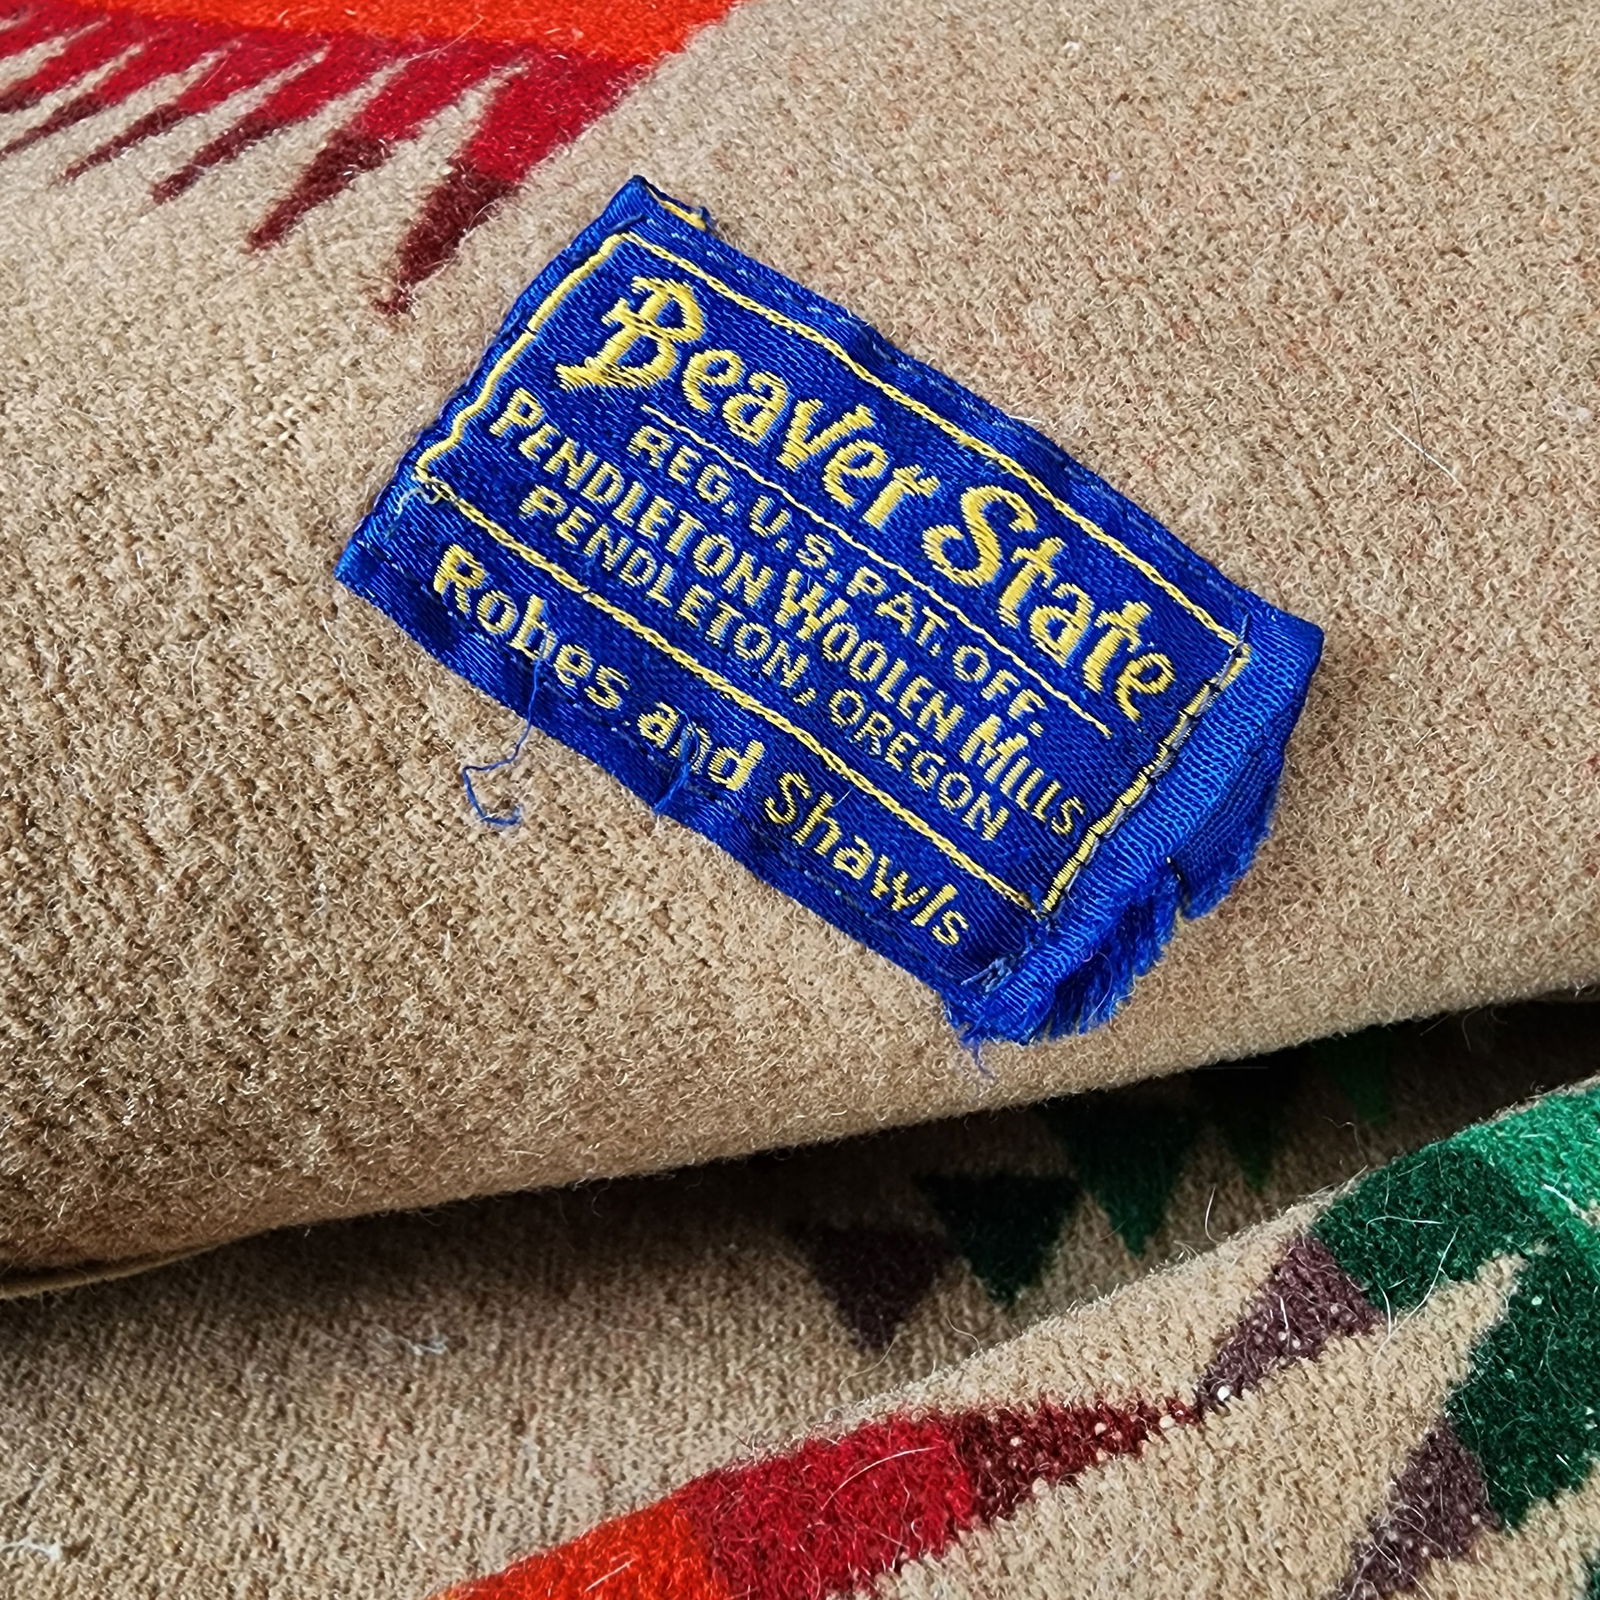 Beaver State
REG. U.S. PAT. OFF.
PENDLETON WOOLEN MILLS
PENDLETON, OREGON
Robes and Shawls